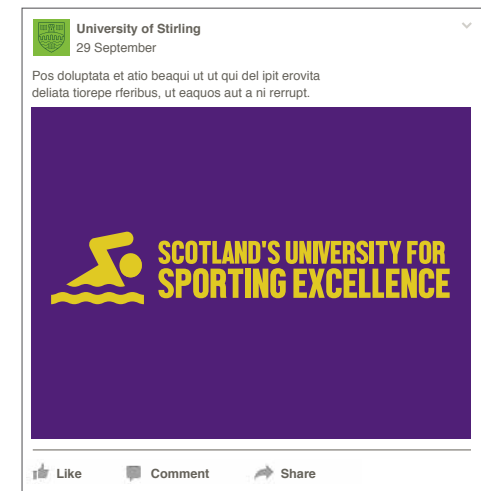 University of Stirling
29 September
Pos doluptata et atio beaqui ut ut qui del ipit erovita
deliata tiorepe rferibus, ut eaquos aut a ni rerrupt.
SCOTLAND'S UNIVERSITY FOR
SPORTING EXCELLENCE
Like Comment Share